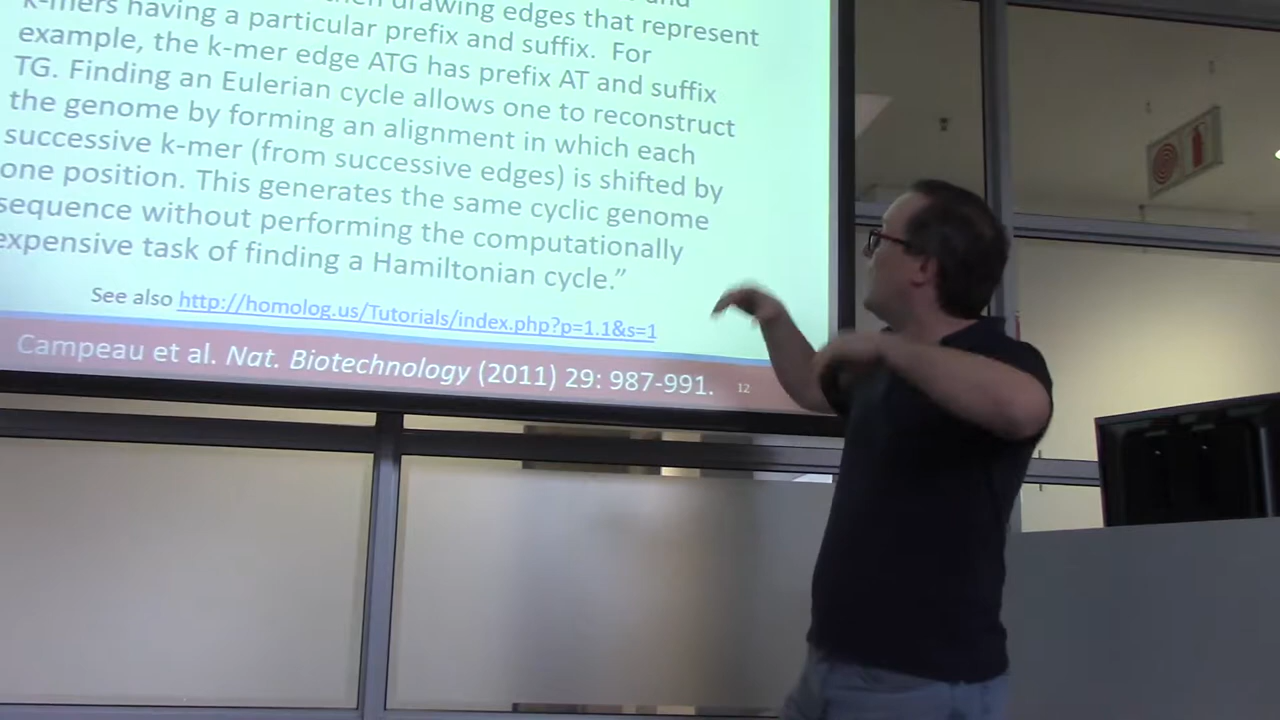 drawing edges that represent
k-mers having a particular prefix and suffix. For
example, the k-mer edge ATG has prefix AT and suffix
TG. Finding an Eulerian cycle allows one to reconstruct
the genome by forming an alignment in which each
successive k-mer (from successive edges) is shifted by
one position. This generates the same cyclic genome
sequence without performing the computationally
expensive task of finding a Hamiltonian cycle.”
See also http://homolog.us/Tutorials/index.php?p=1.1&s=1
Campeau et al. Nat. Biotechnology (2011) 29: 987-991.
12